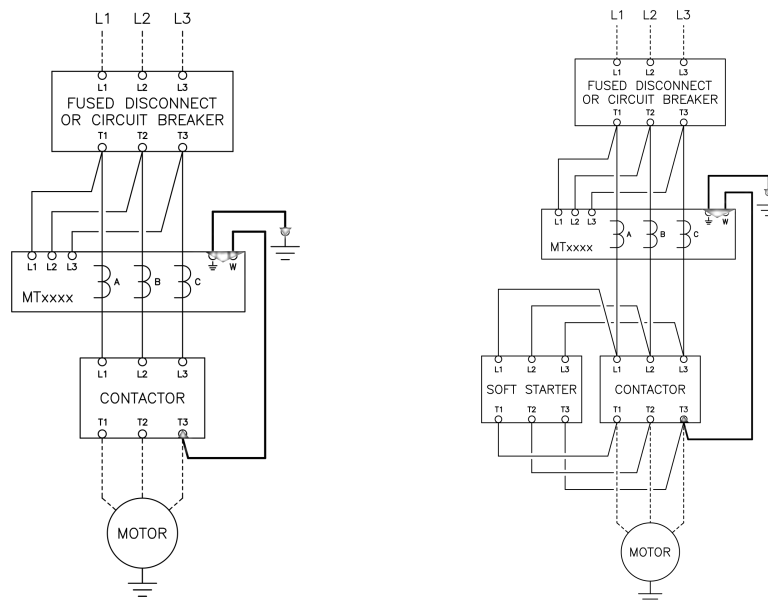 L1 L2 L3
L1 L2 L3
FUSED DISCONNECT
OR CIRCUIT BREAKER
T1 T2 T3
L1 L2 L3 W
A B C
MTxxxx
L1 L2 L3
CONTACTOR
T1 T2 T3
MOTOR
L1 L2 L3
L1 L2 L3
FUSED DISCONNECT
OR CIRCUIT BREAKER
T1 T2 T3
L1 L2 L3 W
A B C
MTxxxx
L1 L2 L3 L1 L2 L3
SOFT STARTER CONTACTOR
T1 T2 T3 T1 T2 T3
MOTOR